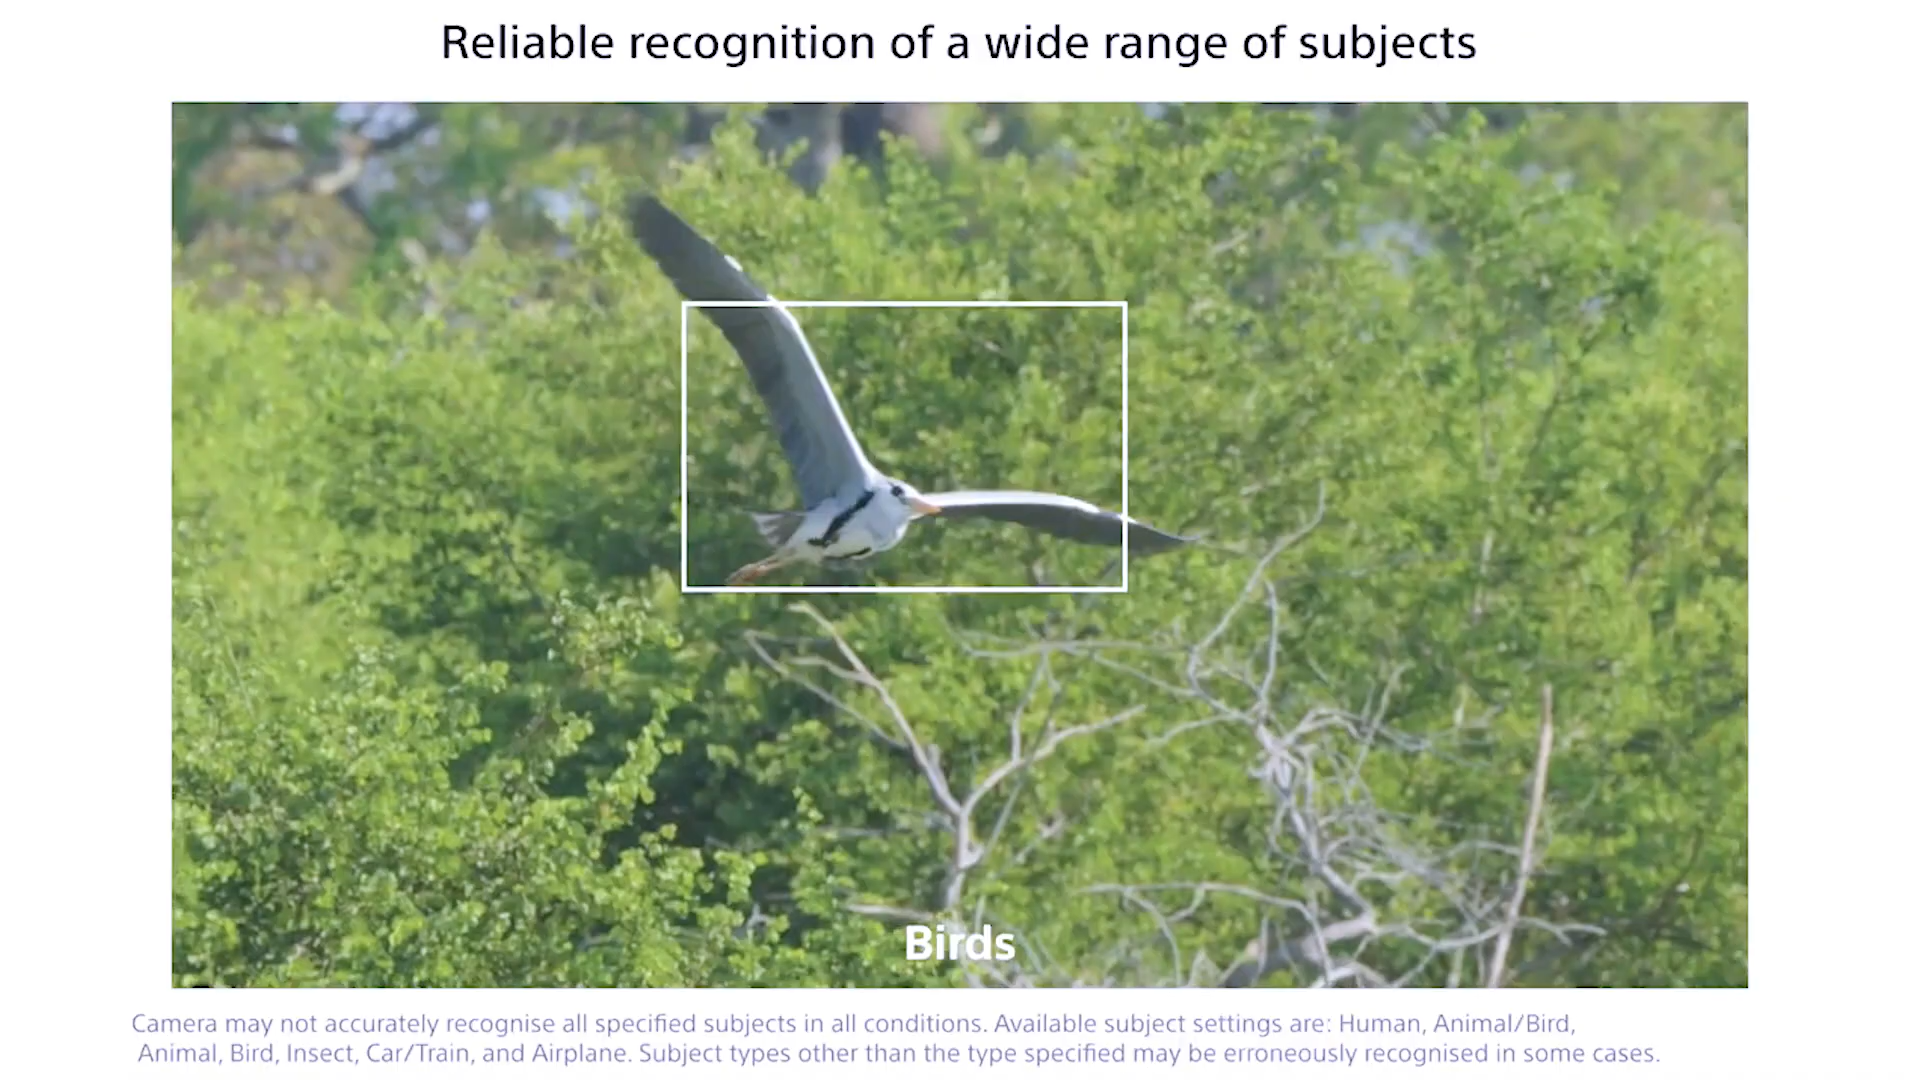 Reliable recognition of a wide range of subjects
Birds
Camera may not accurately recognise all specified subjects in all conditions. Available subject settings are: Human, Animal/Bird,
Animal, Bird, Insect, Car/Train, and Airplane. Subject types other than the type specified may be erroneously recognised in some cases.